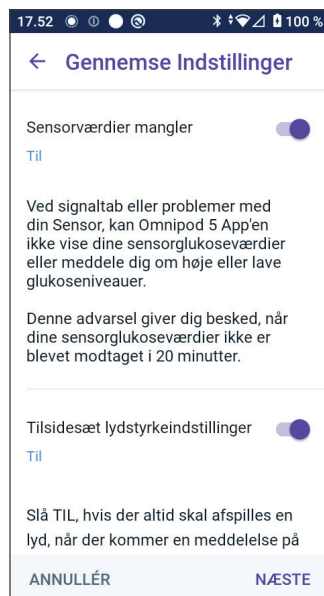 17.52 100 %
Gennemse Indstillinger
Sensorværdier mangler
Til
Ved signaltab eller problemer med
din Sensor, kan Omnipod 5 App'en
ikke vise dine sensorglukoseværdier
eller meddele dig om høje eller lave
glukoseniveauer.
Denne advarsel giver dig besked, når
dine sensorglukoseværdier ikke er
blevet modtaget i 20 minutter.
Tilsidesæt lydstyrkeindstillinger
Til
Slå TIL, hvis der altid skal afspilles en
lyd, når der kommer en meddelelse på
ANNULLÉR NÆSTE